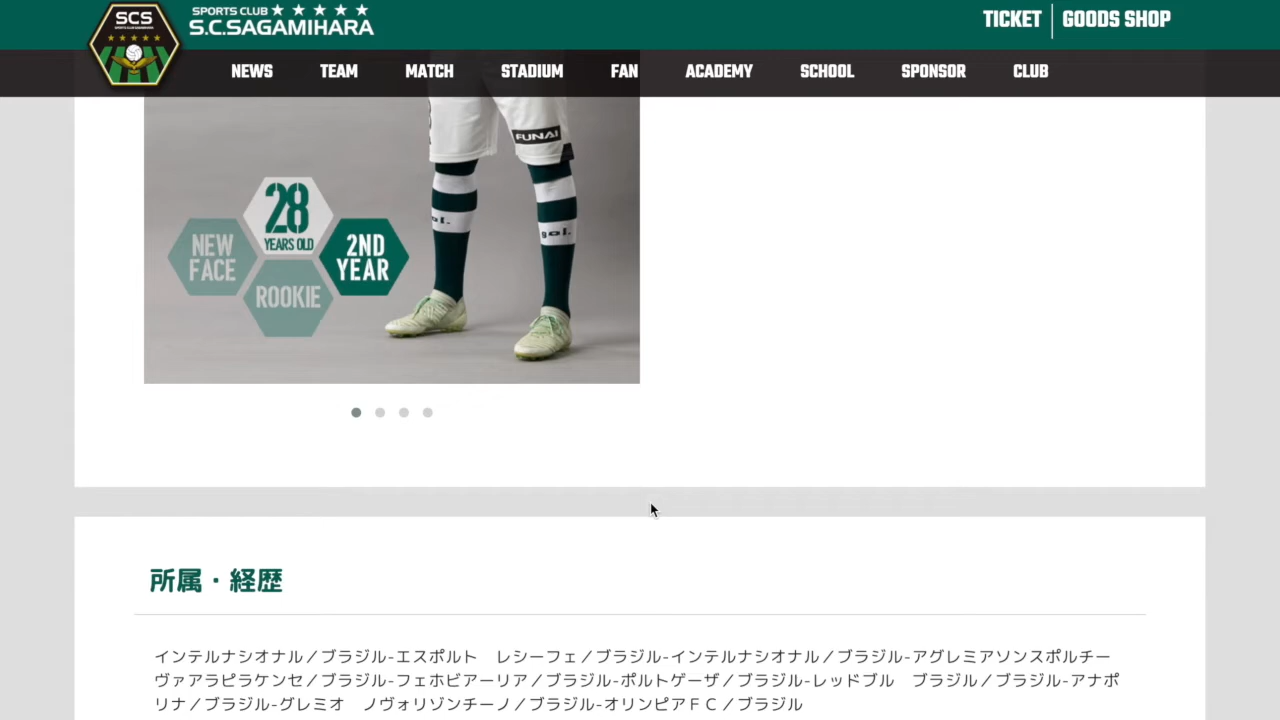 SCS
SPORTS CLUB
S.C.SAGAMIHARA
TICKET
GOODS SHOP
NEWS
TEAM
MATCH
STADIUM
FAN
ACADEMY
SCHOOL
SPONSOR
CLUB
FUNAI
28
YEARS OLD
NEW
FACE
2ND
YEAR
ROOKIE
gol.
所属・経歴
インテルナシオナル／ブラジル-エスポルト　レシーフェ／ブラジル-インテルナシオナル／ブラジル-アグレミアソンスポルチー
ヴァアラピラケンセ／ブラジル-フェホビアーリア／ブラジル-ポルトゲーザ／ブラジル-レッドブル　ブラジル／ブラジル-アナポ
リナ／ブラジル-グレミオ　ノヴォリゾンチーノ／ブラジル-オリンピアＦＣ／ブラジル